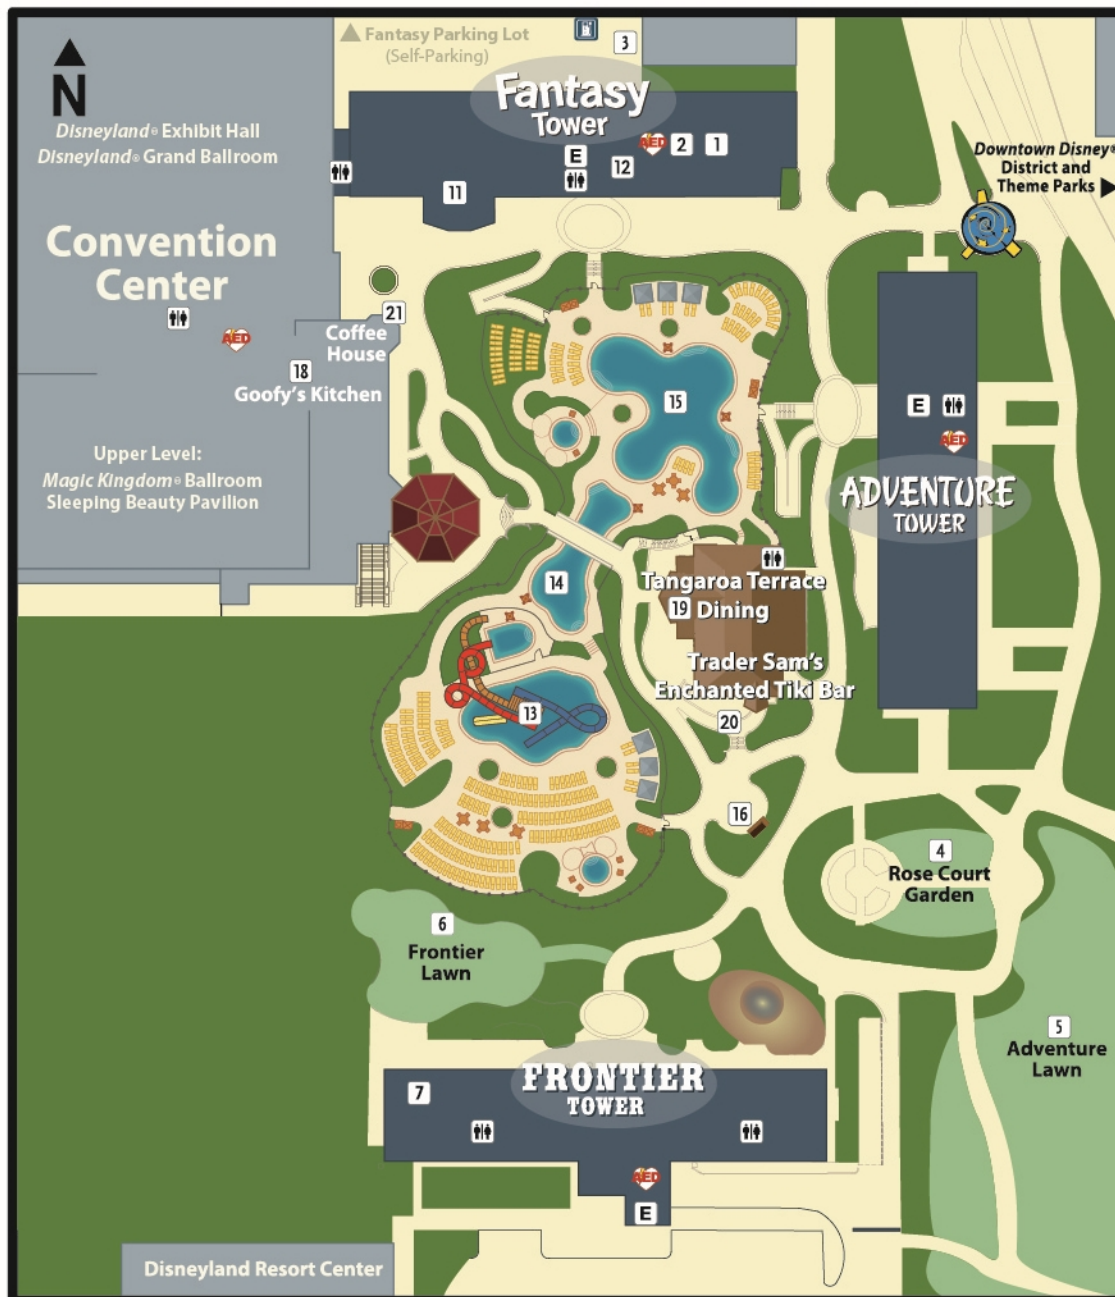 Fantasy Parking Lot
(Self-Parking)
3
N
Fantasy
Tower
Disneyland® Exhibit Hall
Disneyland® Grand Ballroom
AED
2
1
E
12
11
Downtown Disney®
District and
Theme Parks
Convention
Center
AED
21
Coffee
House
18
Goofy's Kitchen
15
E
AED
Upper Level:
Magic Kingdom® Ballroom
Sleeping Beauty Pavilion
ADVENTURE
TOWER
14
Tangaroa Terrace
19 Dining
Trader Sam's
Enchanted Tiki Bar
13
20
16
4
Rose Court
Garden
6
Frontier
Lawn
5
Adventure
Lawn
FRONTIER
TOWER
7
AED
E
Disneyland Resort Center